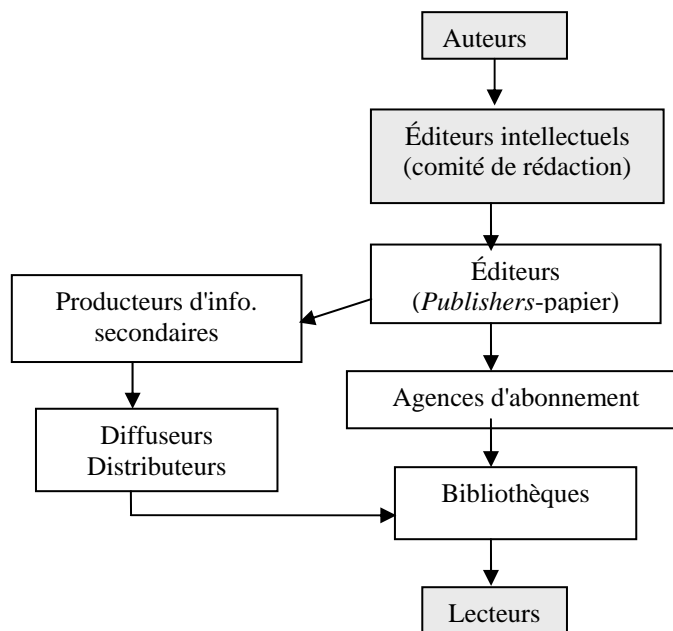 Auteurs
Éditeurs intellectuels
(comité de rédaction)
Éditeurs
(Publishers-papier)
Producteurs d'info.
secondaires
Agences d'abonnement
Diffuseurs
Distributeurs
Bibliothèques
Lecteurs